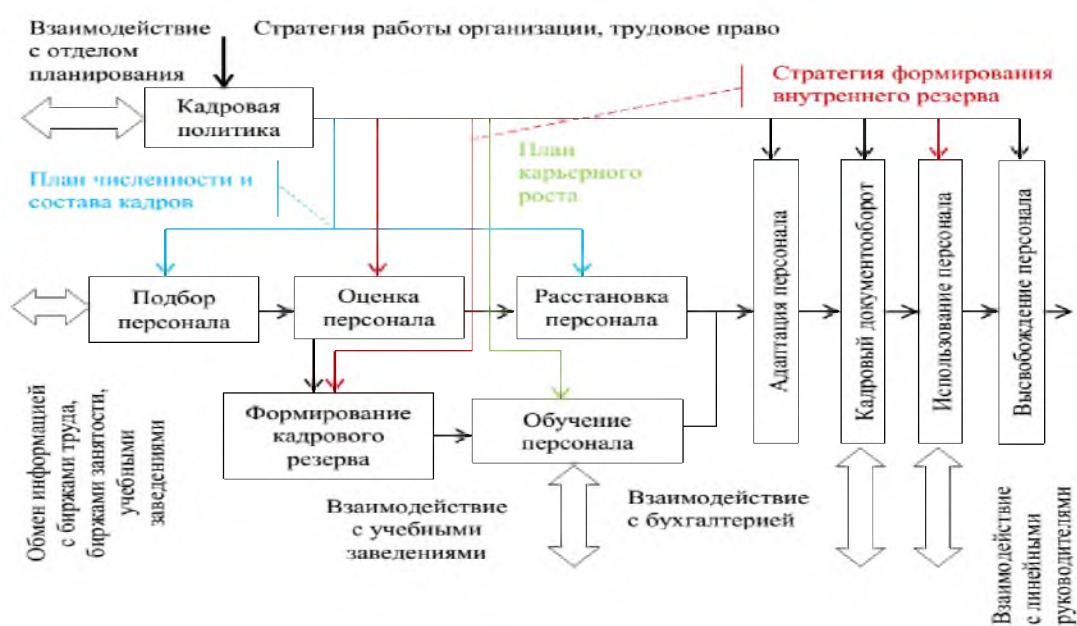 Взаимодействие
с отделом
планирования
Стратегия работы организации, трудовое право
Стратегия формирования
внутреннего резерва
Кадровая
политика
План численности и
состава кадров
План
карьерного
роста
Подбор
персонала
Оценка
персонала
Расстановка
персонала
Формирование
кадрового
резерва
Обучение
персонала
Адаптация персонала
Кадровый документооборот
Использование персонала
Высвобождение персонала
Обмен информацией
с биржами труда,
биржами занятости,
учебными
заведениями
Взаимодействие
с учебными
заведениями
Взаимодействие
с бухгалтерией
Взаимодействие
с линейными
руководителями